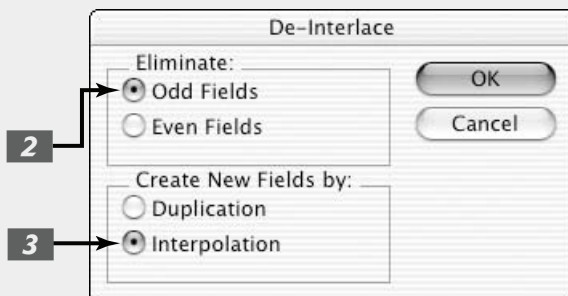 De-Interlace
Eliminate:
Odd Fields
Even Fields
OK
Cancel
2
Create New Fields by:
Duplication
Interpolation
3